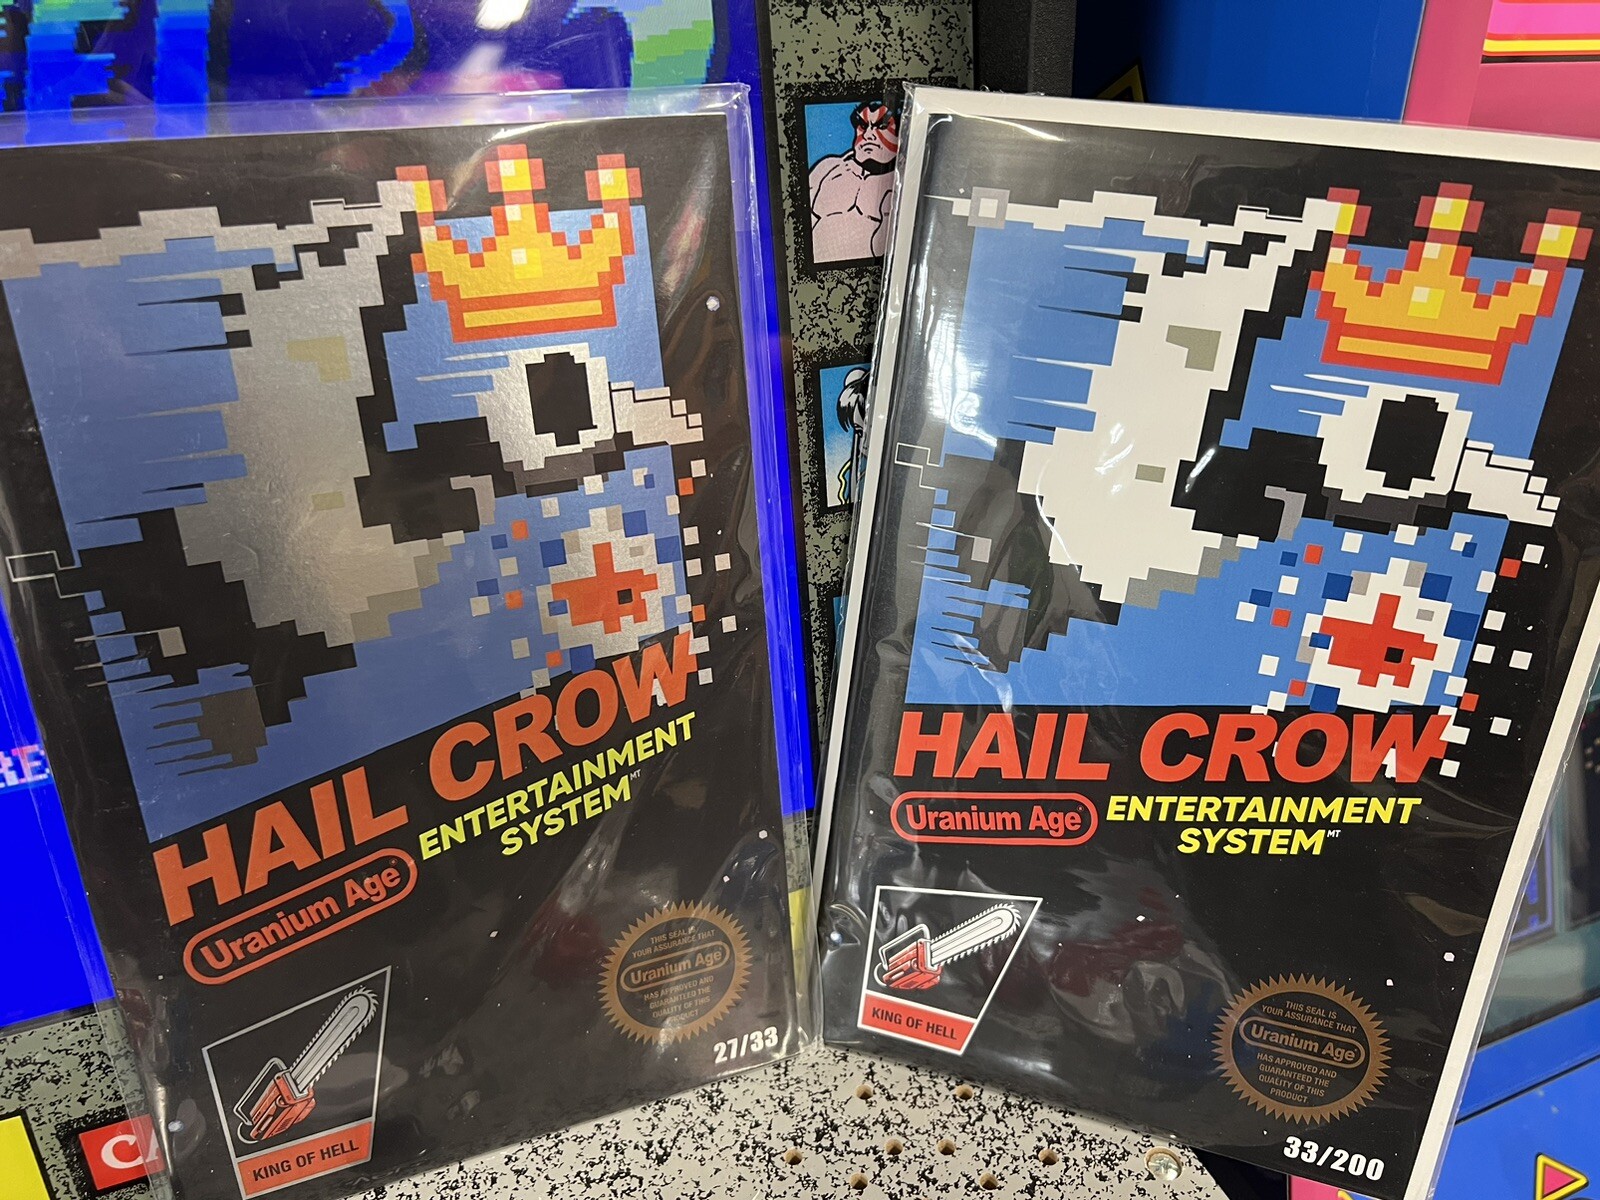 HAIL CROW
ENTERTAINMENT
SYSTEM MT
Uranium Age
KING OF HELL
THIS SEAL IS
YOUR ASSURANCE THAT
Uranium Age
HAS APPROVED AND
GUARANTEED THE
QUALITY OF THIS
PRODUCT
27/33
HAIL CROW
Uranium Age
ENTERTAINMENT
SYSTEM MT
KING OF HELL
THIS SEAL IS
YOUR ASSURANCE THAT
Uranium Age
HAS APPROVED AND
GUARANTEED THE
QUALITY OF THIS
PRODUCT
33/200